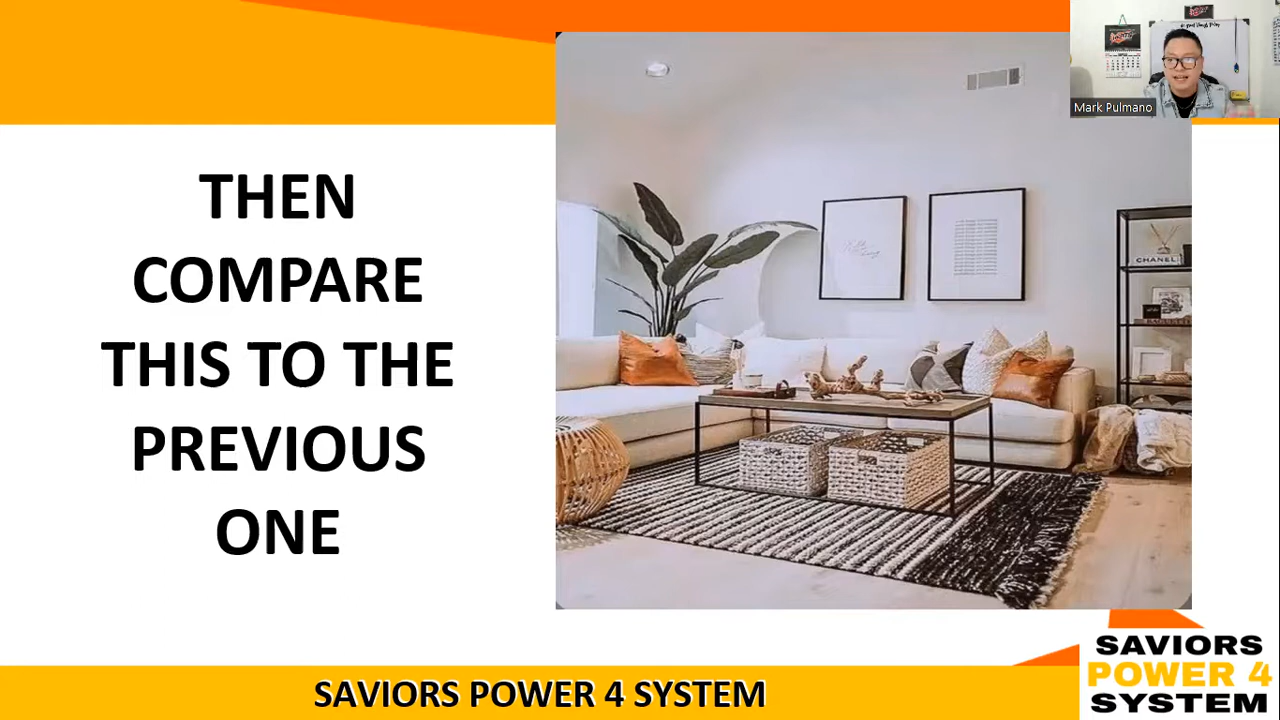 THEN
COMPARE
THIS TO THE
PREVIOUS
ONE
Mark Pulmano
CHANEL
SAVIORS POWER 4 SYSTEM
SAVIORS
POWER 4
SYSTEM